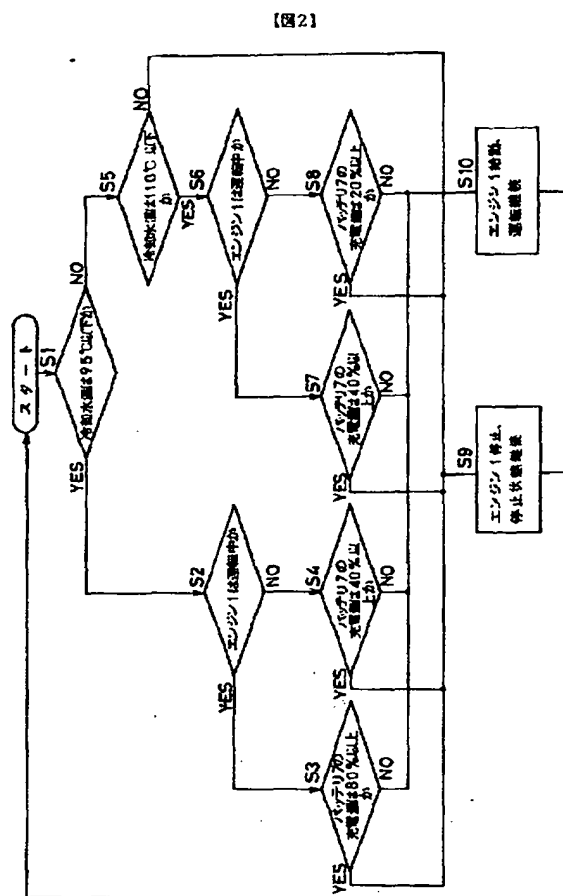 【図2】
スタート
S1
冷却水温は95℃以下か
YES
NO
S5
冷却水温は110℃以下
か
YES
NO
S2
エンジン1は運転中か
YES
NO
S6
エンジン1は運転中か
YES
NO
S3
バッテリ7の
充電値は80%以上
か
YES
NO
S4
バッテリ7の
充電値は40%以
上か
YES
NO
S7
バッテリ7の
充電値は40%以
上か
YES
NO
S8
バッテリ7の
充電値は20%以上
か
YES
NO
S9
エンジン1停止、
停止状態継続
S10
エンジン1始動、
運転継続